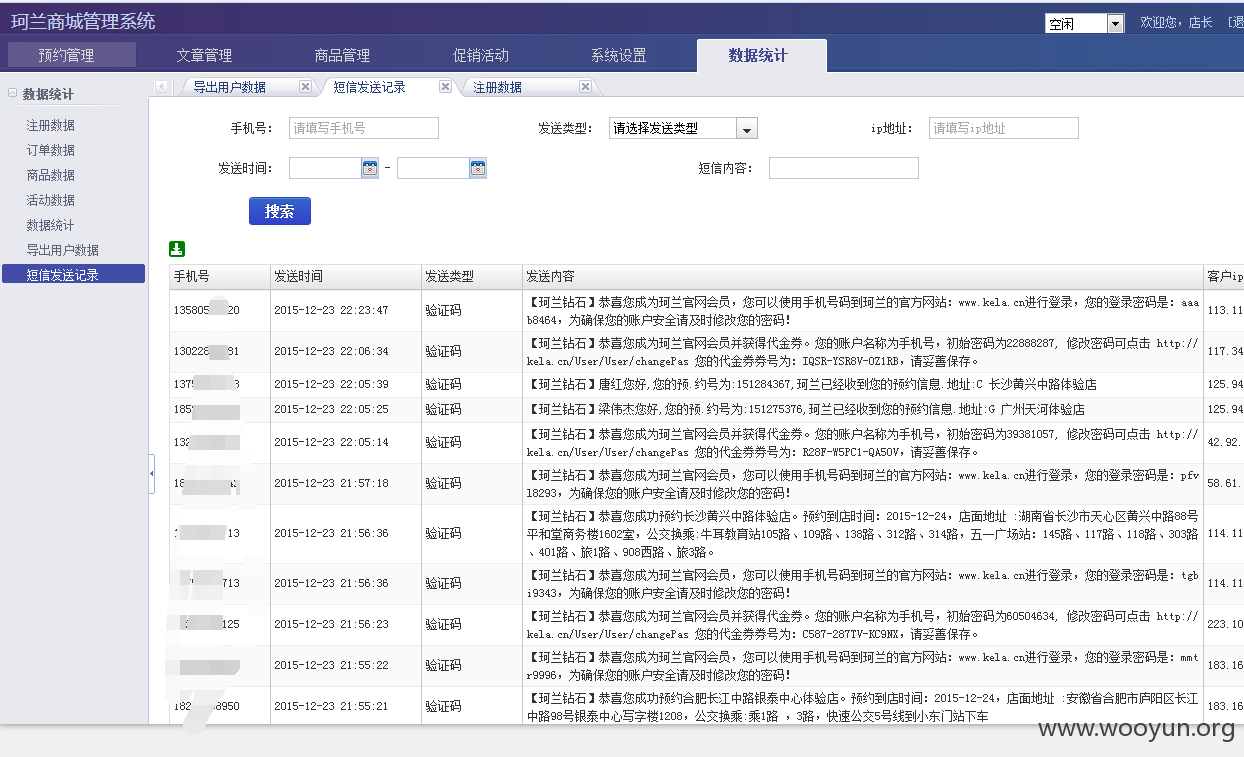 珂兰商城管理系统
空闲 欢迎您，店长 [退
预约管理 文章管理 商品管理 促销活动 系统设置 数据统计
数据统计
导出用户数据 短信发送记录 注册数据
注册数据
订单数据
商品数据
活动数据
数据统计
导出用户数据
短信发送记录
手机号： 请填写手机号 发送类型： 请选择发送类型 ip地址： 请填写ip地址
发送时间： - 短信内容：
搜索
手机号 发送时间 发送类型 发送内容 客户ip
135805 20 2015-12-23 22:23:47 验证码 【珂兰钻石】恭喜您成为珂兰官网会员，您可以使用手机号码到珂兰的官方网站：www.kela.cn进行登录，您的登录密码是：aaa 113.11
b8464，为确保您的账户安全请及时修改您的密码！
130228 81 2015-12-23 22:06:34 验证码 【珂兰钻石】恭喜您成为珂兰官网会员并获得代金券。您的账户名称为手机号，初始密码为22888287, 修改密码可点击 http:// 117.34
kela.cn/User/User/changePas 您的代金券券号为：IQSR-YSR8V-OZ1RB，请妥善保存。
137 3 2015-12-23 22:05:39 验证码 【珂兰钻石】唐红您好,您的预.约号为:151284367,珂兰已经收到您的预约信息.地址:C 长沙黄兴中路体验店 125.94
185 2015-12-23 22:05:25 验证码 【珂兰钻石】梁伟杰您好,您的预.约号为:151275376,珂兰已经收到您的预约信息.地址:G 广州天河体验店 125.94
132 2015-12-23 22:05:14 验证码 【珂兰钻石】恭喜您成为珂兰官网会员并获得代金券。您的账户名称为手机号，初始密码为39381057, 修改密码可点击 http:// 42.92.
kela.cn/User/User/changePas 您的代金券券号为：R28F-W5PC1-QA5OV，请妥善保存。
18 2015-12-23 21:57:18 验证码 【珂兰钻石】恭喜您成为珂兰官网会员，您可以使用手机号码到珂兰的官方网站：www.kela.cn进行登录，您的登录密码是：pfv 58.61.
l8293，为确保您的账户安全请及时修改您的密码！
1 13 2015-12-23 21:56:36 验证码 【珂兰钻石】恭喜您成功预约长沙黄兴中路体验店。预约到店时间：2015-12-24，店面地址 :湖南省长沙市天心区黄兴中路88号 114.11
平和堂商务楼1602室，公交换乘:牛耳教育站105路、109路、138路、312路、314路，五一广场站：145路、117路、118路、303路
、401路、旅1路、908西路、旅3路。
713 2015-12-23 21:56:36 验证码 【珂兰钻石】恭喜您成为珂兰官网会员，您可以使用手机号码到珂兰的官方网站：www.kela.cn进行登录，您的登录密码是：tgb 114.11
i9343，为确保您的账户安全请及时修改您的密码！
125 2015-12-23 21:56:23 验证码 【珂兰钻石】恭喜您成为珂兰官网会员并获得代金券。您的账户名称为手机号，初始密码为60504634, 修改密码可点击 http:// 223.10
kela.cn/User/User/changePas 您的代金券券号为：C587-287TV-KC9NX，请妥善保存。
2015-12-23 21:55:22 验证码 【珂兰钻石】恭喜您成为珂兰官网会员，您可以使用手机号码到珂兰的官方网站：www.kela.cn进行登录，您的登录密码是：mmt 183.16
r9996，为确保您的账户安全请及时修改您的密码！
182 8950 2015-12-23 21:55:21 验证码 【珂兰钻石】恭喜您成功预约合肥长江中路银泰中心体验店。预约到店时间：2015-12-24，店面地址 :安徽省合肥市庐阳区长江 183.16
中路98号银泰中心写字楼1208，公交换乘:乘1路 ，3路，快速公交5号线到小东门站下车
www.wooyun.org